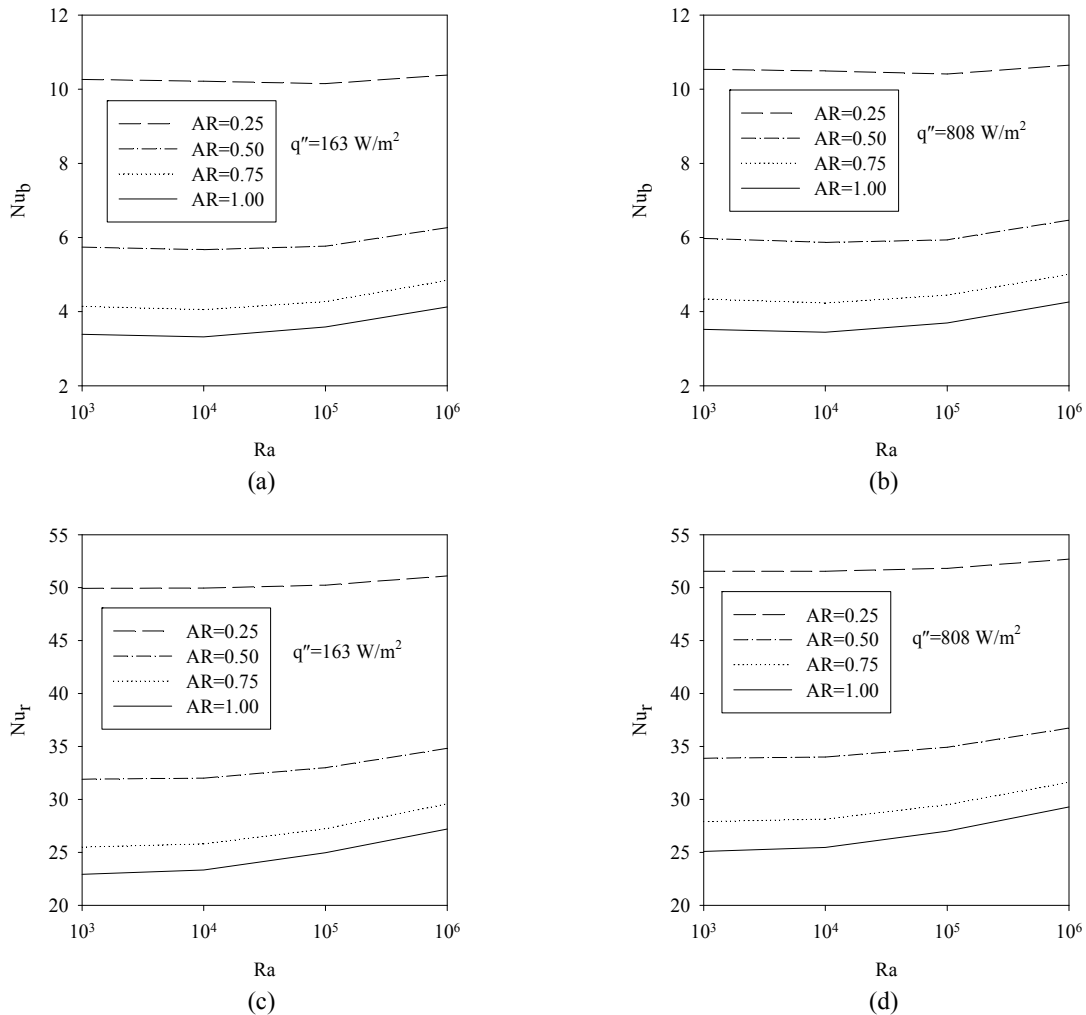 12
10
8
6
4
2
Nu_b
AR=0.25
AR=0.50
AR=0.75
AR=1.00
q″=163 W/m²
10³ 10⁴ 10⁵ 10⁶
Ra
(a)
12
10
8
6
4
2
Nu_b
AR=0.25
AR=0.50
AR=0.75
AR=1.00
q″=808 W/m²
10³ 10⁴ 10⁵ 10⁶
Ra
(b)
55
50
45
40
35
30
25
20
Nu_r
AR=0.25
AR=0.50
AR=0.75
AR=1.00
q″=163 W/m²
10³ 10⁴ 10⁵ 10⁶
Ra
(c)
55
50
45
40
35
30
25
20
Nu_r
AR=0.25
AR=0.50
AR=0.75
AR=1.00
q″=808 W/m²
10³ 10⁴ 10⁵ 10⁶
Ra
(d)